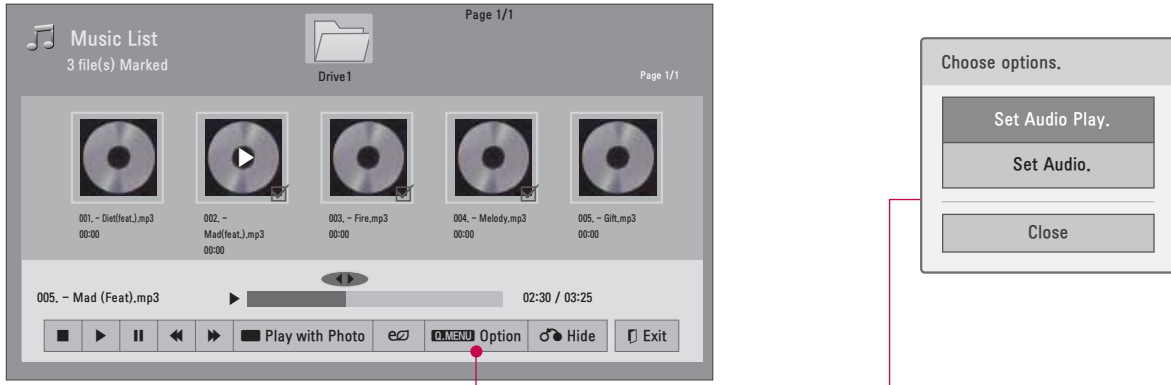 Page 1/1
Music List
3 file(s) Marked
Drive1
Page 1/1
001. - Diet(feat.).mp3
00:00
002. -
Mad(feat.).mp3
00:00
003. - Fire.mp3
00:00
004. - Melody.mp3
00:00
005. - Gift.mp3
00:00
005. - Mad (Feat).mp3
02:30 / 03:25
Play with Photo
Q.MENU Option
Hide
Exit
Choose options.
Set Audio Play.
Set Audio.
Close